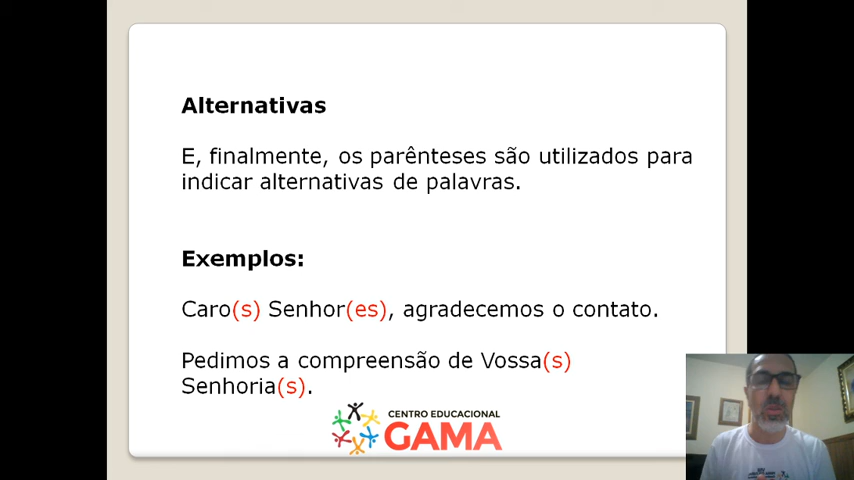 Alternativas
E, finalmente, os parênteses são utilizados para
indicar alternativas de palavras.
Exemplos:
Caro(s) Senhor(es), agradecemos o contato.
Pedimos a compreensão de Vossa(s)
Senhoria(s).
CENTRO EDUCACIONAL
GAMA